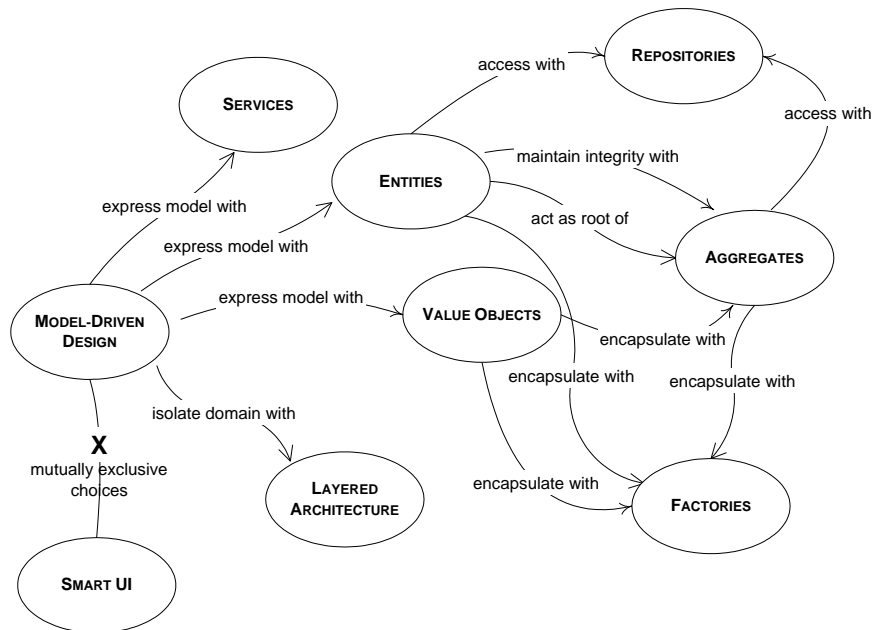 REPOSITORIES
access with
SERVICES
access with
maintain integrity with
ENTITIES
express model with
act as root of
express model with
AGGREGATES
express model with
VALUE OBJECTS
MODEL-DRIVEN
DESIGN
encapsulate with
encapsulate with
encapsulate with
isolate domain with
X
mutually exclusive
choices
encapsulate with
LAYERED
ARCHITECTURE
FACTORIES
SMART UI